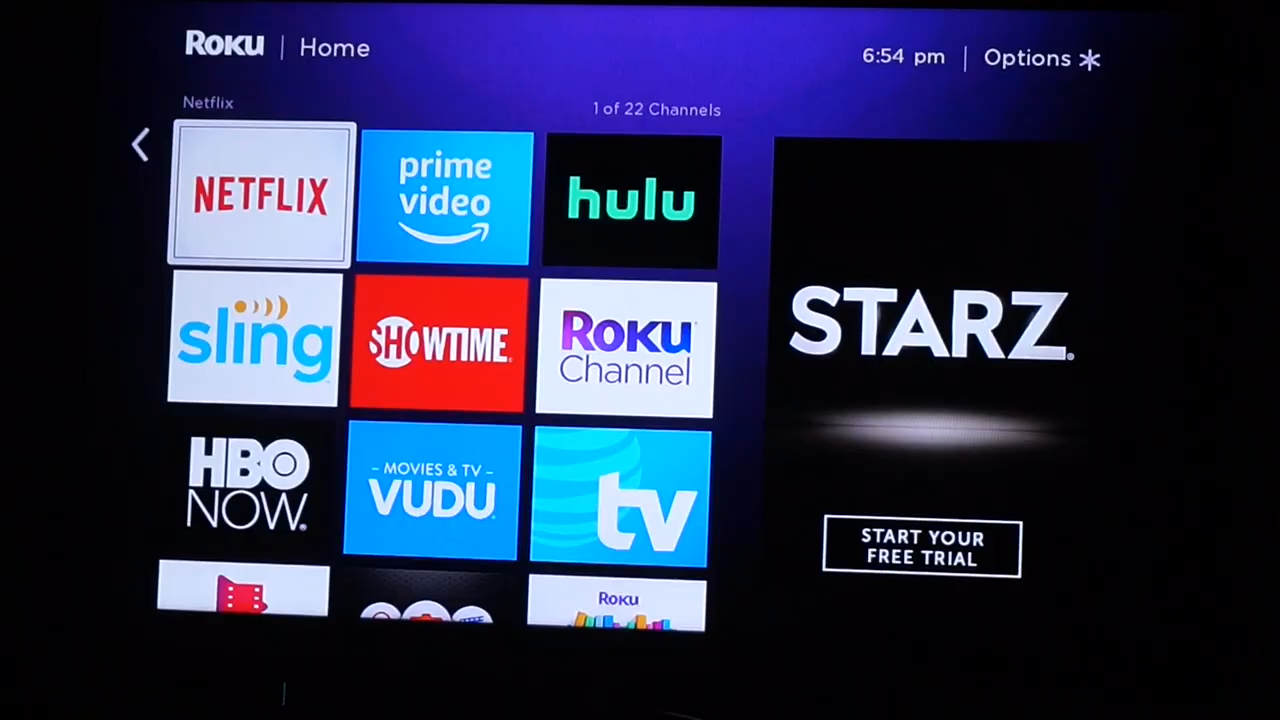 Roku | Home
6:54 pm | Options
Netflix
1 of 22 Channels
NETFLIX
prime
video
hulu
sling
SHOWTIME
Roku
Channel
HBO
NOW
- MOVIES & TV -
VUDU
tv
Roku
STARZ
START YOUR
FREE TRIAL